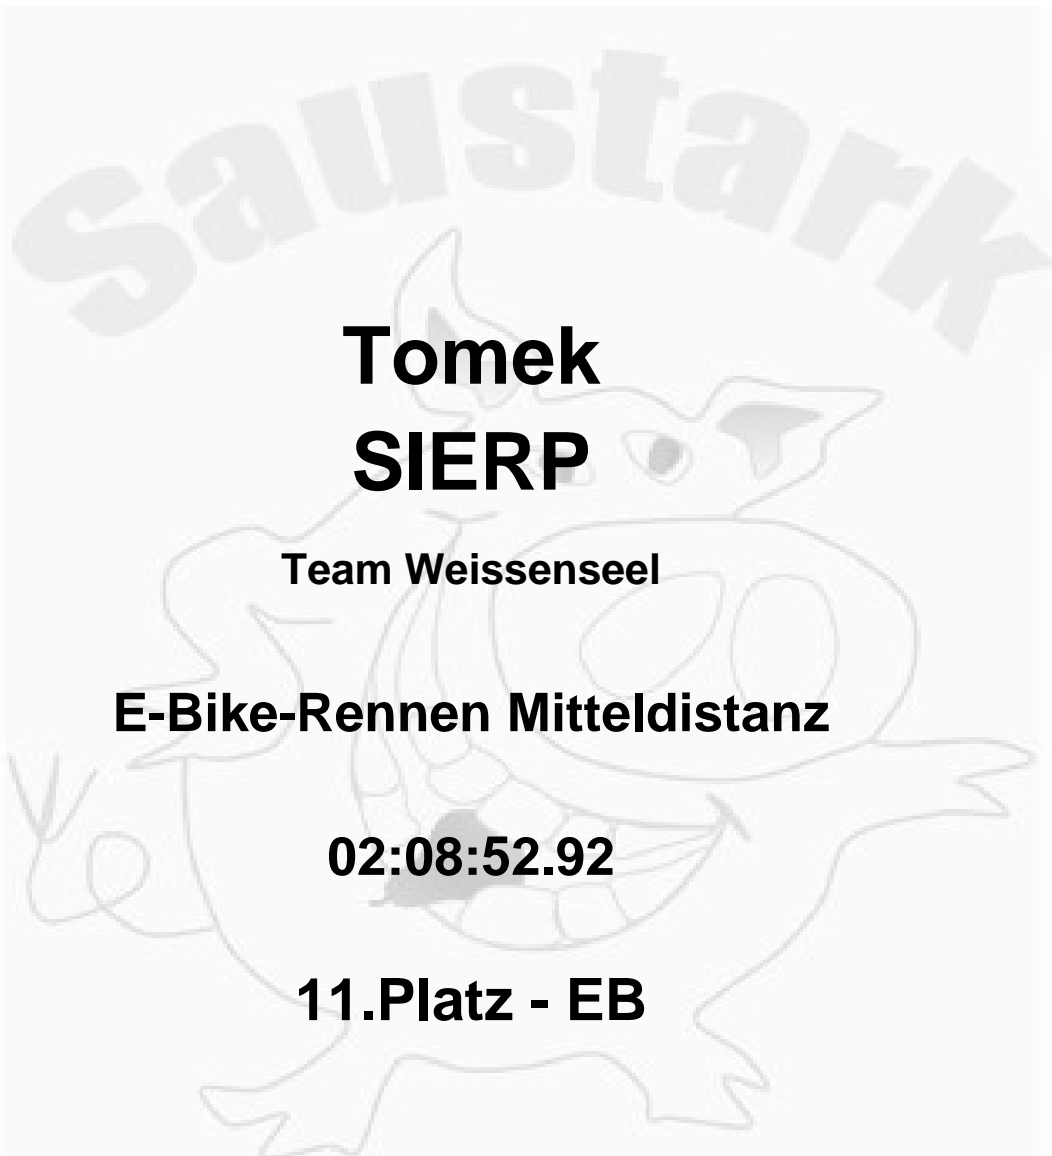 Saustark
Tomek
SIERP
Team Weissenseel
E-Bike-Rennen Mitteldistanz
02:08:52.92
11.Platz - EB